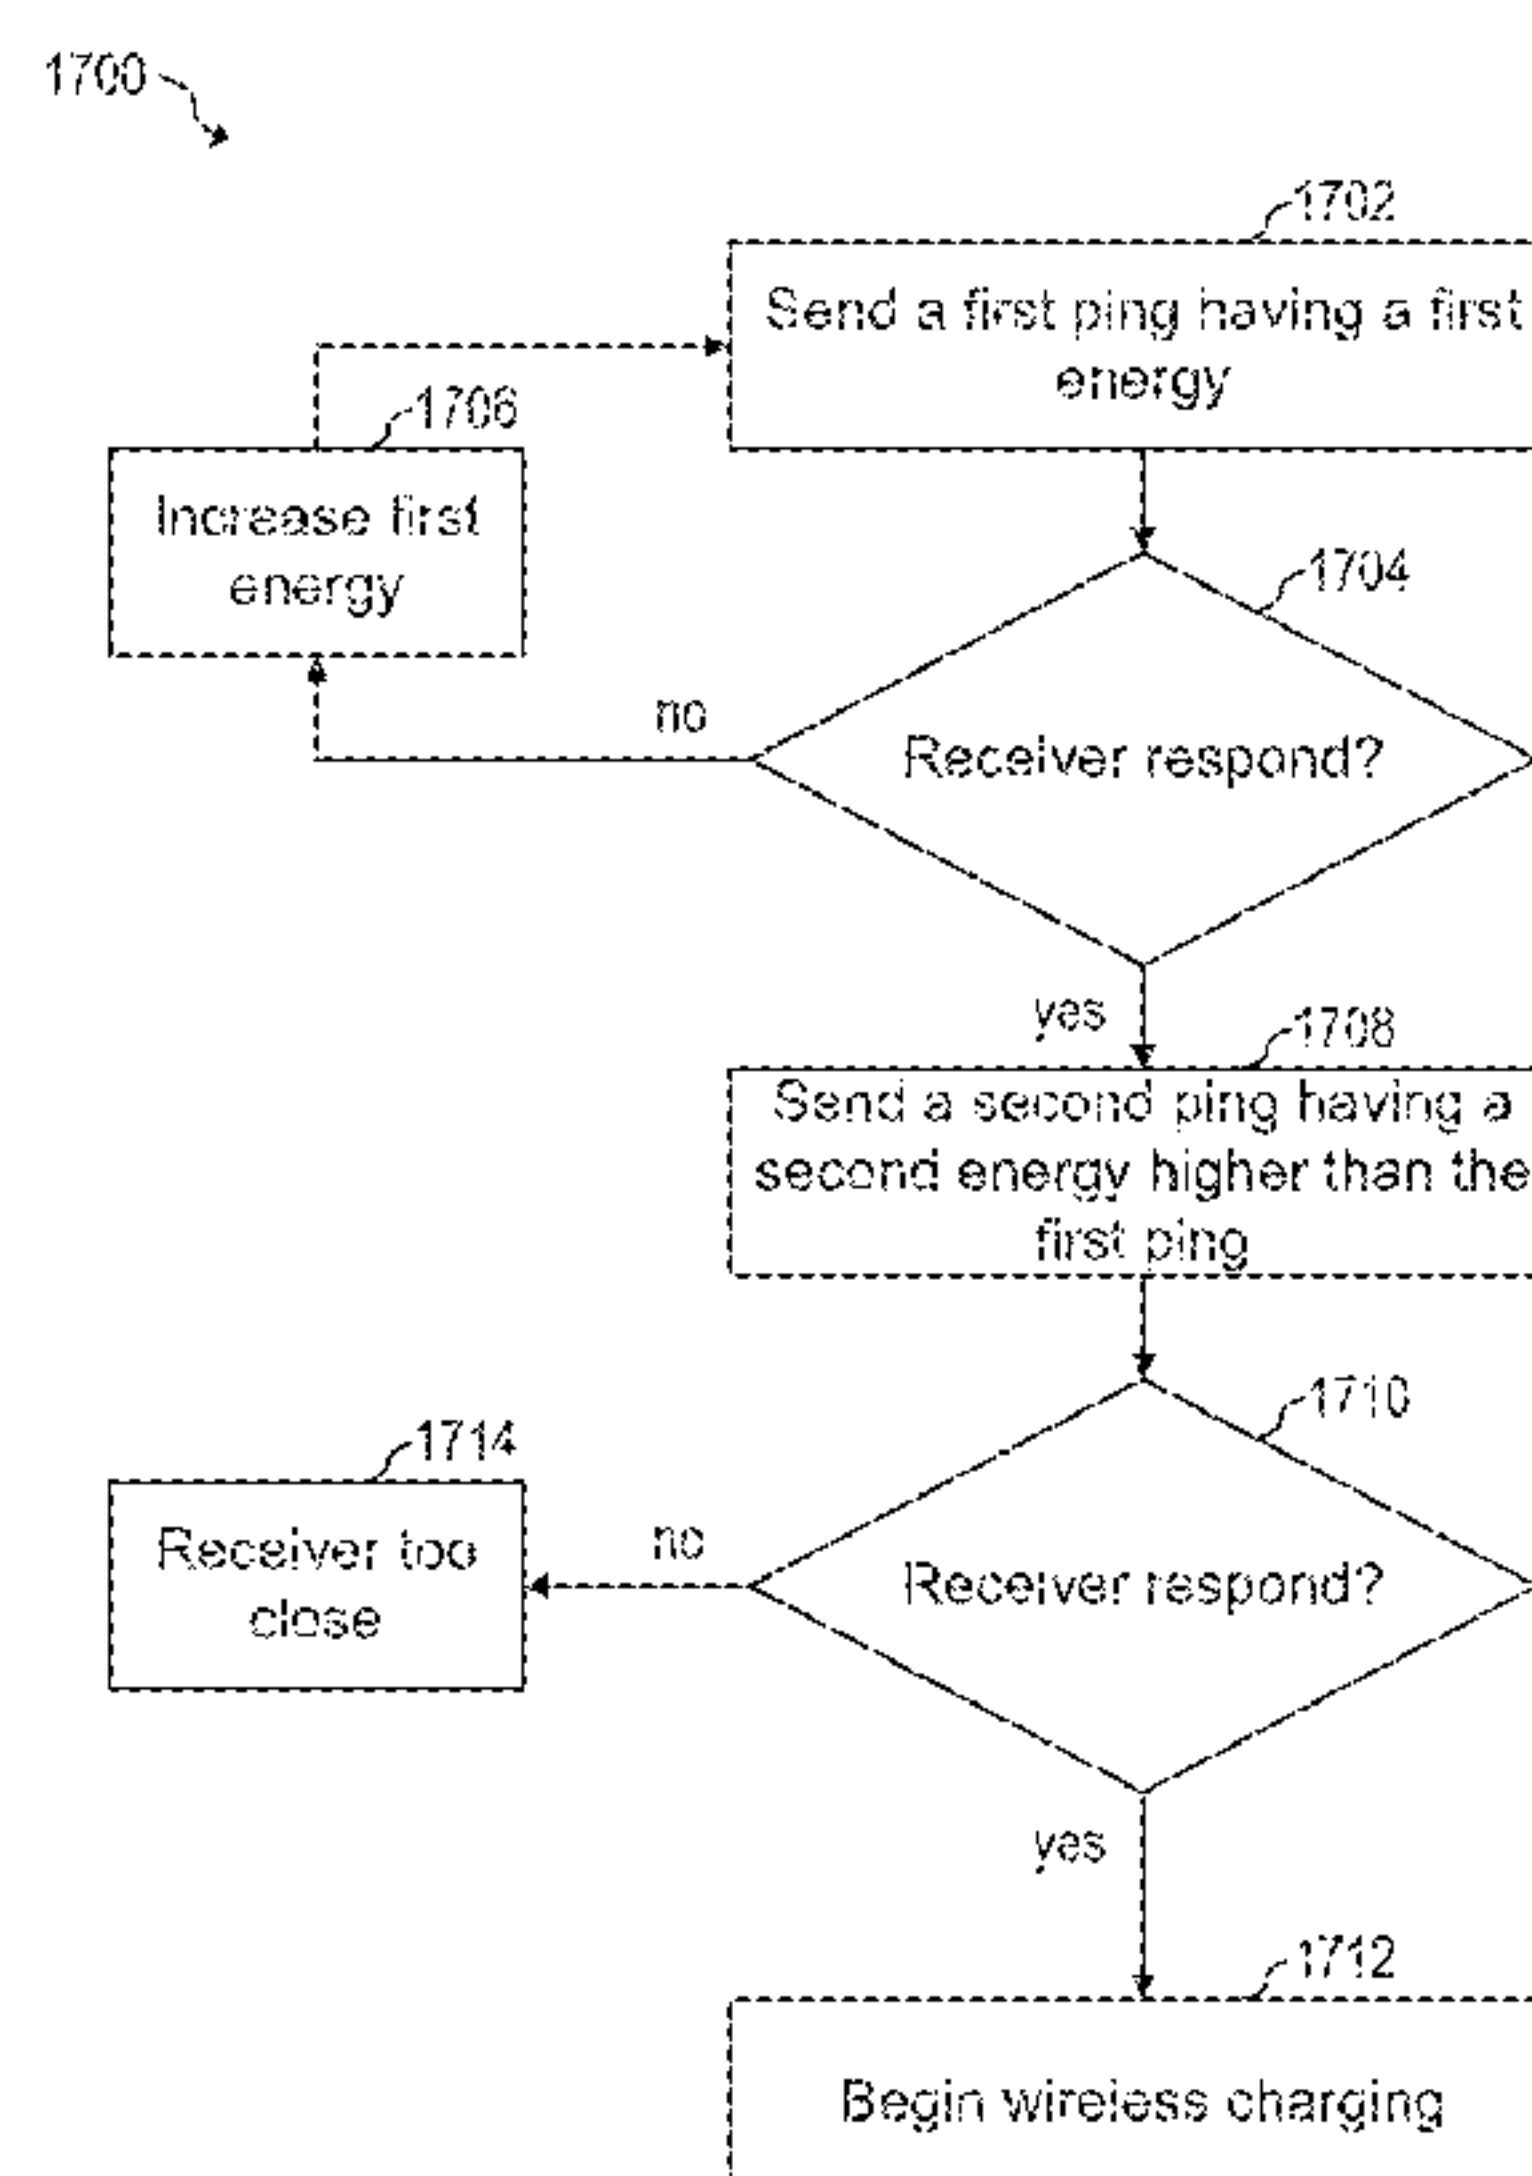 1700
1702
Send a first ping having a first
energy
1706
Increase first
energy
1704
no
Receiver respond?
yes
1708
Send a second ping having a
second energy higher than the
first ping
1710
1714
Receiver too
close
no
Receiver respond?
yes
1712
Begin wireless charging